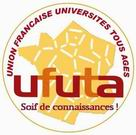 UNION FRANÇAISE UNIVERSITES TOUS AGES
ufuta
Soif de connaissances !